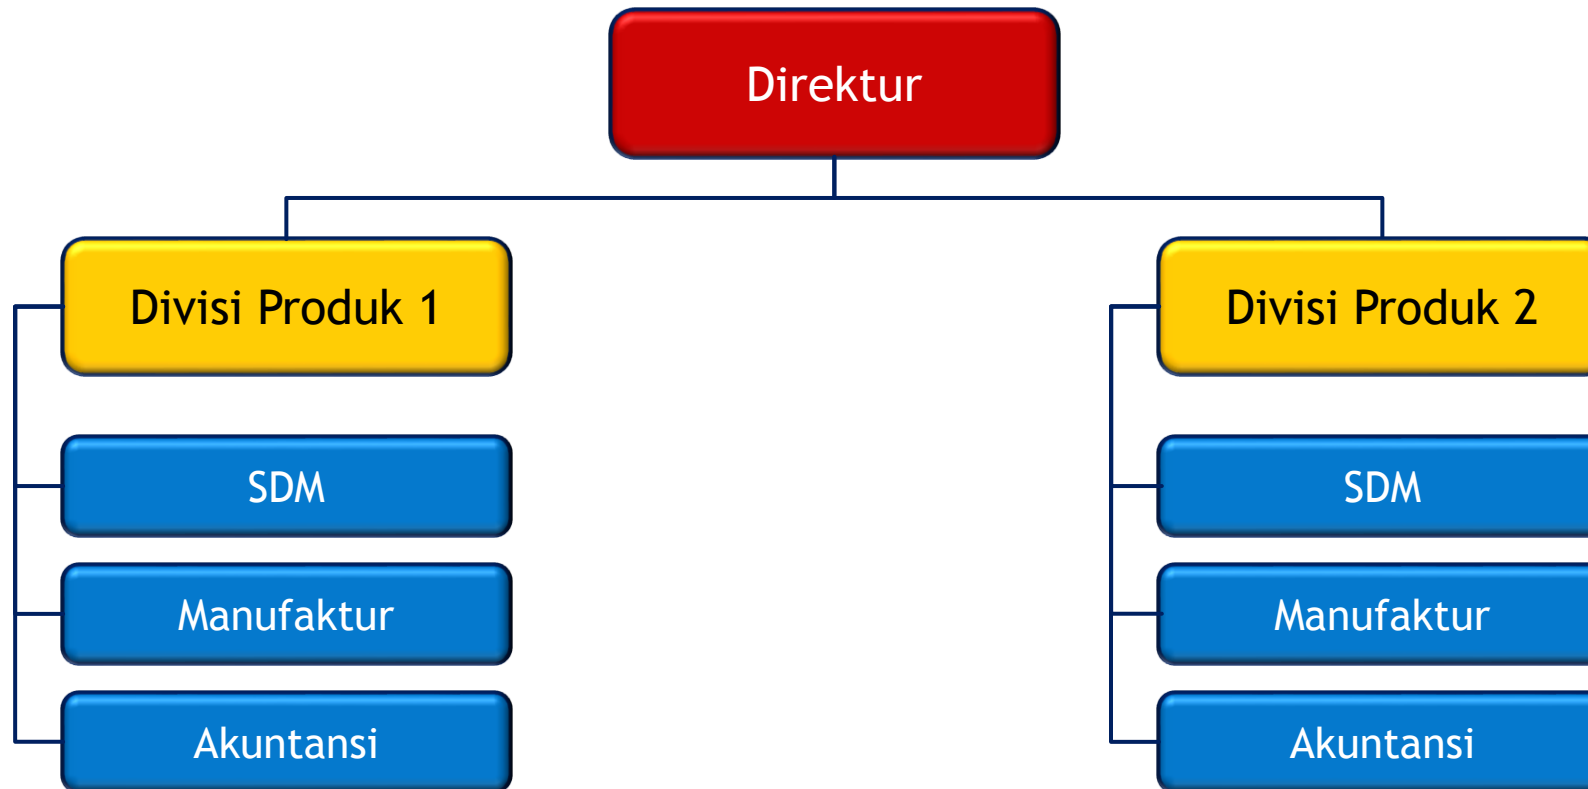 Direktur
Divisi Produk 1
SDM
Manufaktur
Akuntansi
Divisi Produk 2
SDM
Manufaktur
Akuntansi